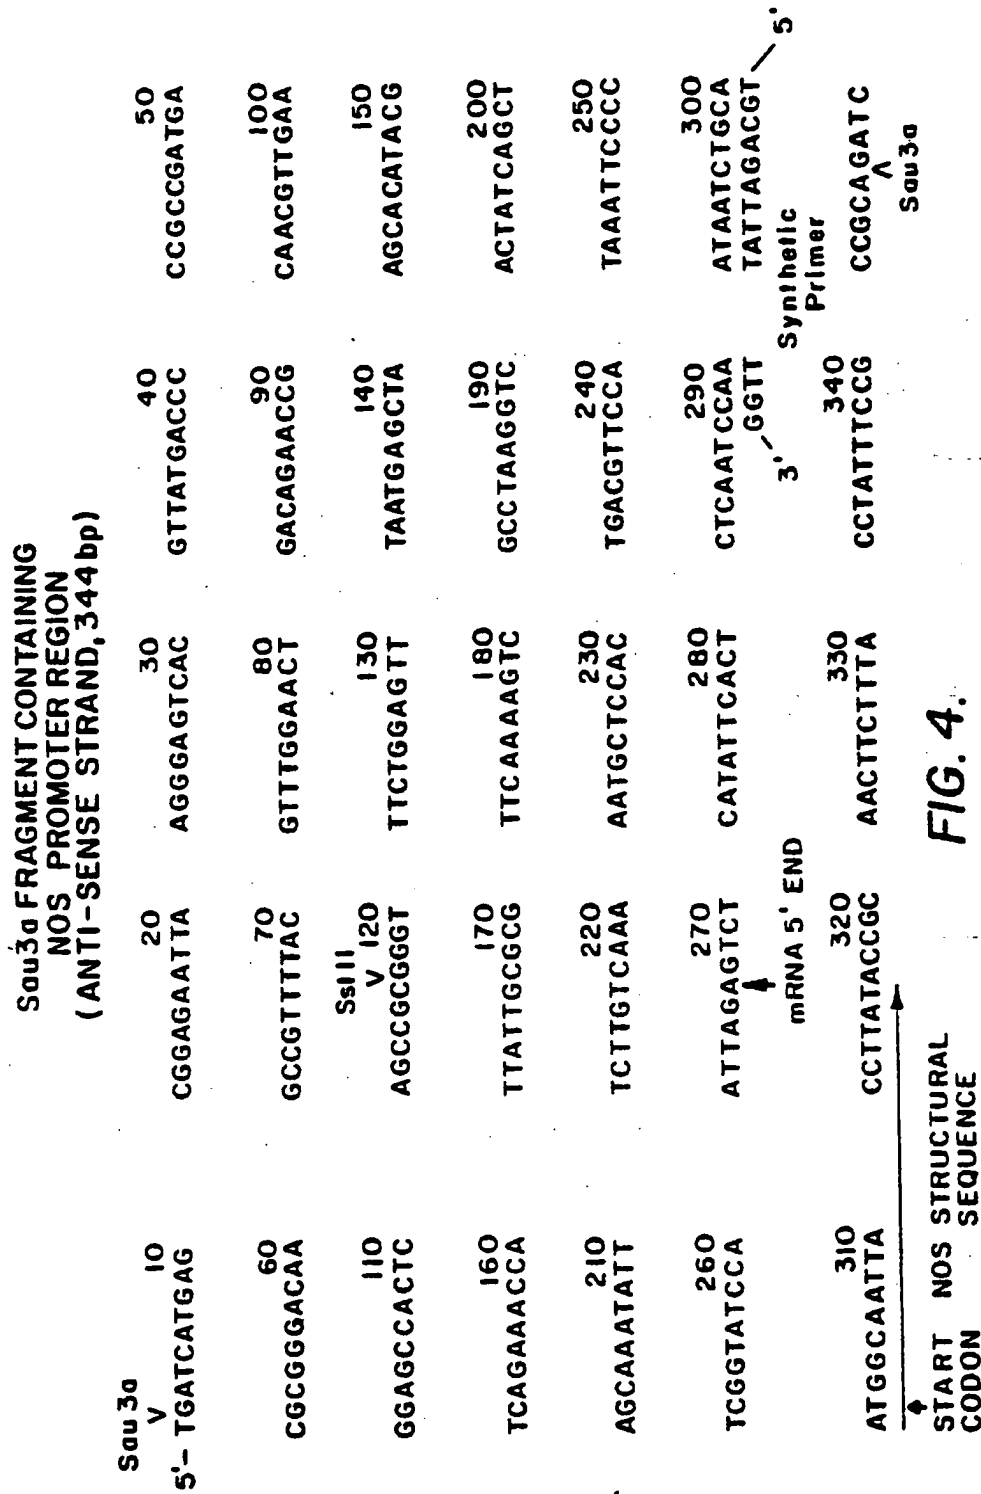 Sau3a FRAGMENT CONTAINING
NOS PROMOTER REGION
(ANTI-SENSE STRAND, 344bp)
Sau 3a
V
10 20 30 40 50
5'- TGATCATGAG CGGAGAATTA AGGGAGTCAC GTTATGACCC CCGCCGATGA
60 70 80 90 100
CGCGGGACAA GCCGTTTTAC GTTTGGAACT GACAGAACCG CAACGTTGAA
SsIII
V
110 120 130 140 150
GGAGCCACTC AGCCGCGGGT TTCTGGAGTT TAATGAGCTA AGCACATACG
160 170 180 190 200
TCAGAAACCA TTATTGCGCG TTCAAAAGTC GCCTAAGGTC ACTATCAGCT
210 220 230 240 250
AGCAAATATT TCTTGTCAAA AATGCTCCAC TGACGTTCCA TAAATTCCCC
260 270 280 290 300
TCGGTATCCA ATTAGAGTCT CATATTCACT CTCAATCCAA ATAATCTGCA
GGTT TATTAGACGT
3' 5'
mRNA 5' END
Synthetic
Primer
310 320 330 340
ATGGCAATTA CCTTATACCGC AACTTCTTTA CCTATTTCCG CCGCAGATC
Λ
Sau 3a
START NOS STRUCTURAL
CODON SEQUENCE
FIG. 4.